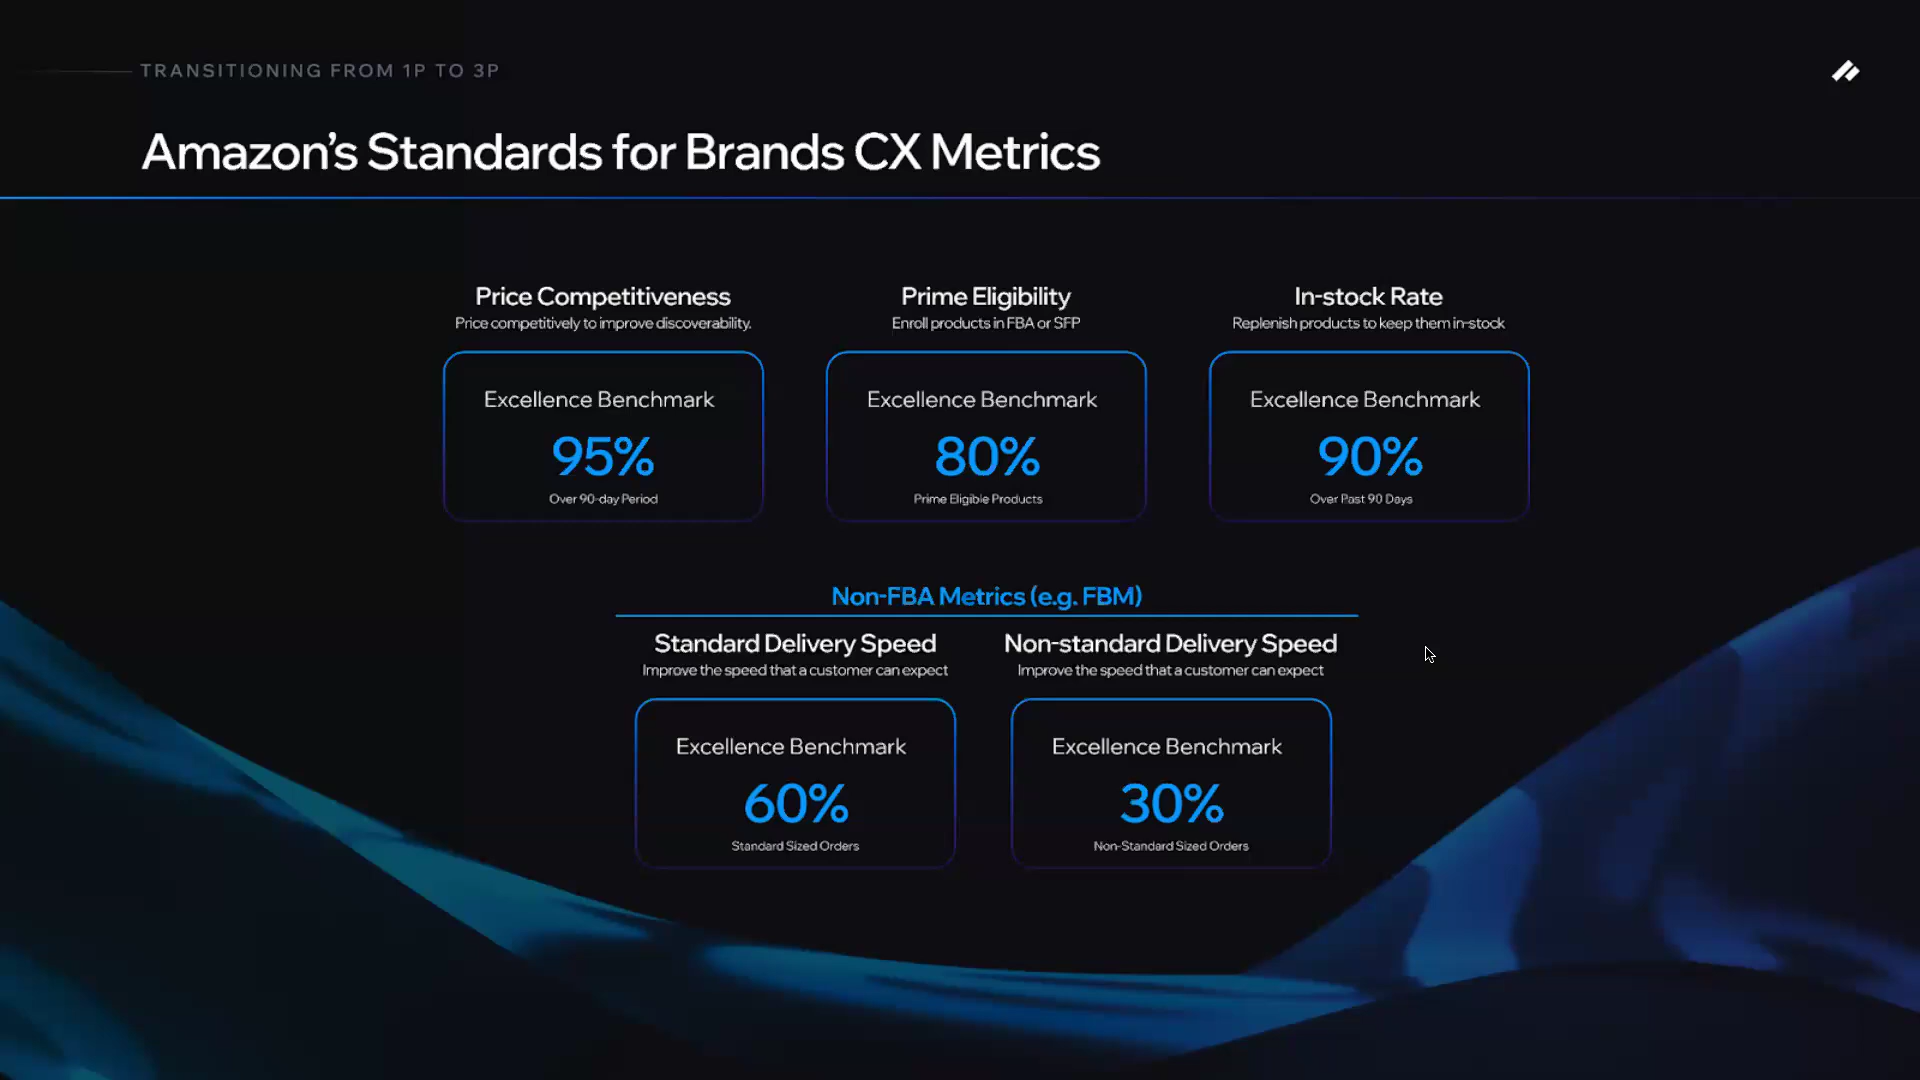 TRANSITIONING FROM 1P TO 3P
Amazon's Standards for Brands CX Metrics
Price Competitiveness
Price competitively to improve discoverability.
Excellence Benchmark
95%
Over 90-day Period
Prime Eligibility
Enroll products in FBA or SFP
Excellence Benchmark
80%
Prime Eligible Products
In-stock Rate
Replenish products to keep them in-stock
Excellence Benchmark
90%
Over Past 90 Days
Non-FBA Metrics (e.g. FBM)
Standard Delivery Speed
Improve the speed that a customer can expect
Excellence Benchmark
60%
Standard Sized Orders
Non-standard Delivery Speed
Improve the speed that a customer can expect
Excellence Benchmark
30%
Non-Standard Sized Orders